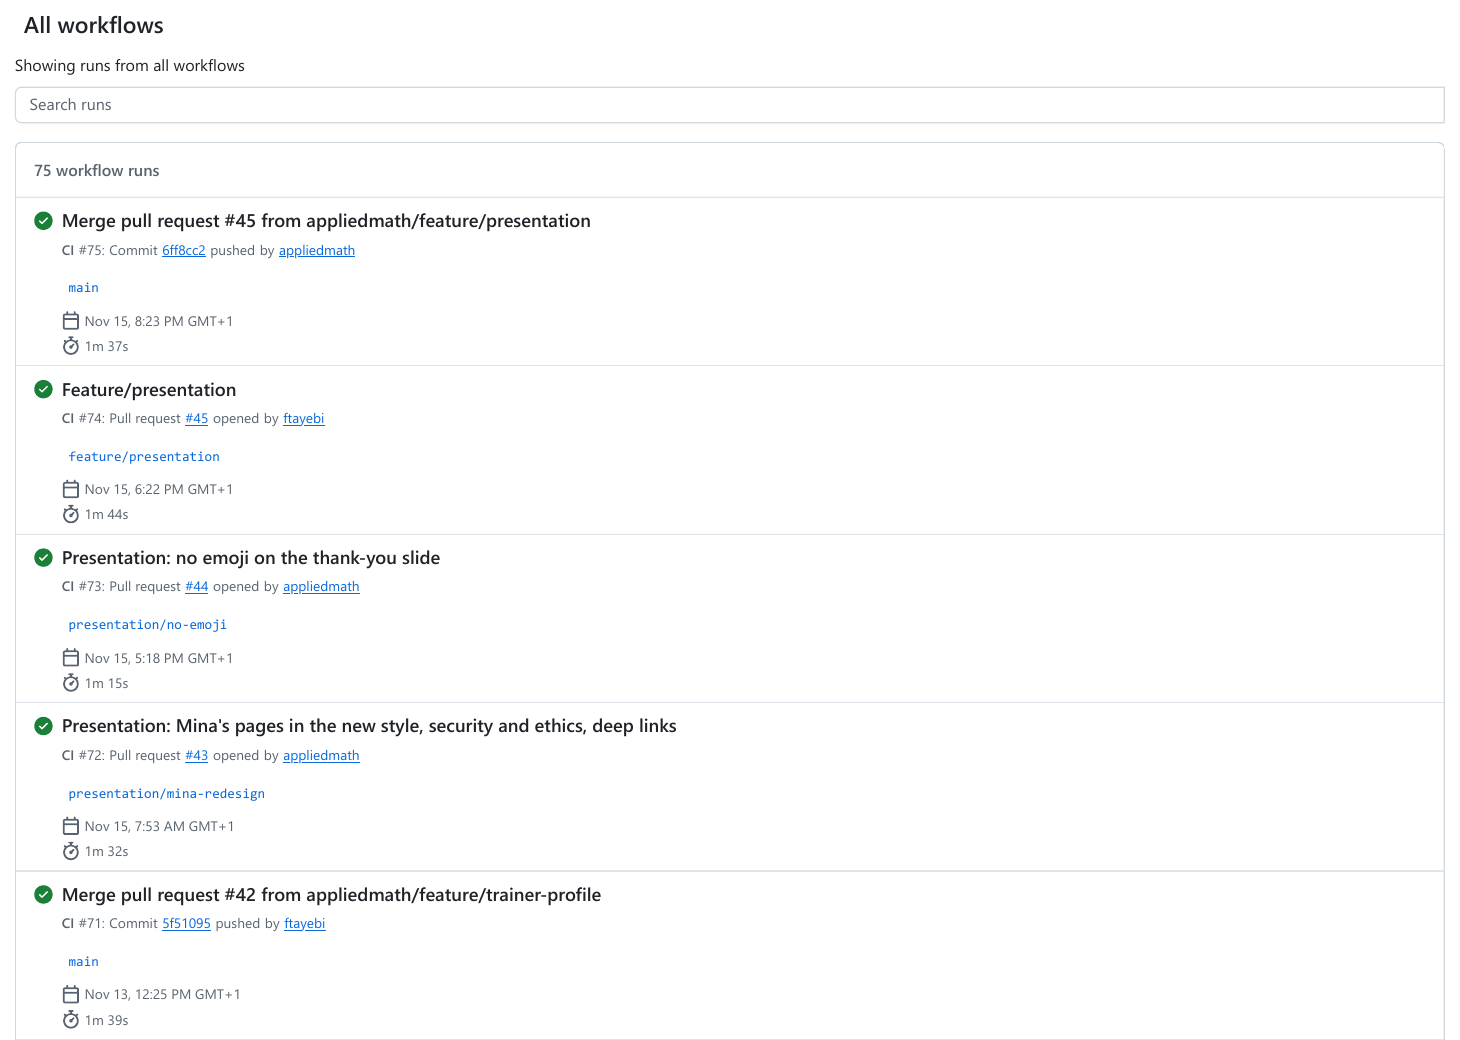 All workflows
Showing runs from all workflows
Search runs
75 workflow runs
Merge pull request #45 from appliedmath/feature/presentation
CI #75: Commit 6ff8cc2 pushed by appliedmath
main
Nov 15, 8:23 PM GMT+1
1m 37s
Feature/presentation
CI #74: Pull request #45 opened by ftayebi
feature/presentation
Nov 15, 6:22 PM GMT+1
1m 44s
Presentation: no emoji on the thank-you slide
CI #73: Pull request #44 opened by appliedmath
presentation/no-emoji
Nov 15, 5:18 PM GMT+1
1m 15s
Presentation: Mina's pages in the new style, security and ethics, deep links
CI #72: Pull request #43 opened by appliedmath
presentation/mina-redesign
Nov 15, 7:53 AM GMT+1
1m 32s
Merge pull request #42 from appliedmath/feature/trainer-profile
CI #71: Commit 5f51095 pushed by ftayebi
main
Nov 13, 12:25 PM GMT+1
1m 39s